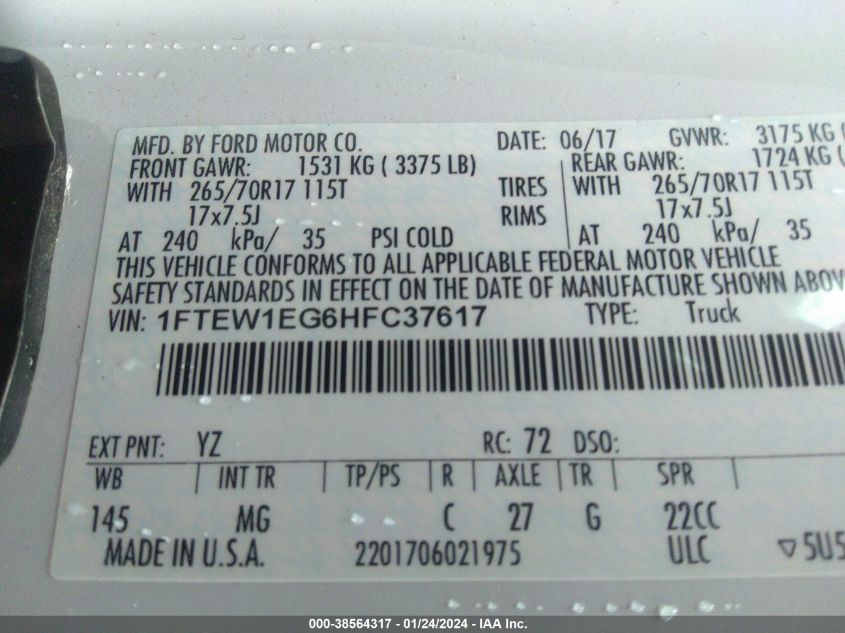 MFD. BY FORD MOTOR CO. DATE: 06/17 GVWR: 3175 KG (
FRONT GAWR: 1531 KG ( 3375 LB) REAR GAWR: 1724 KG (
WITH 265/70R17 115T TIRES WITH 265/70R17 115T
17x7.5J RIMS 17x7.5J
AT 240 kPa/ 35 PSI COLD AT 240 kPa/ 35
THIS VEHICLE CONFORMS TO ALL APPLICABLE FEDERAL MOTOR VEHICLE
SAFETY STANDARDS IN EFFECT ON THE DATE OF MANUFACTURE SHOWN ABOV
VIN: 1FTEW1EG6HFC37617 TYPE: Truck
EXT PNT: YZ RC: 72 DSO:
WB INT TR TP/PS R AXLE TR SPR
145 MG C 27 G 22CC
MADE IN U.S.A. 2201706021975 ULC ▽5U5
000-38564317 - 01/24/2024 - IAA Inc.